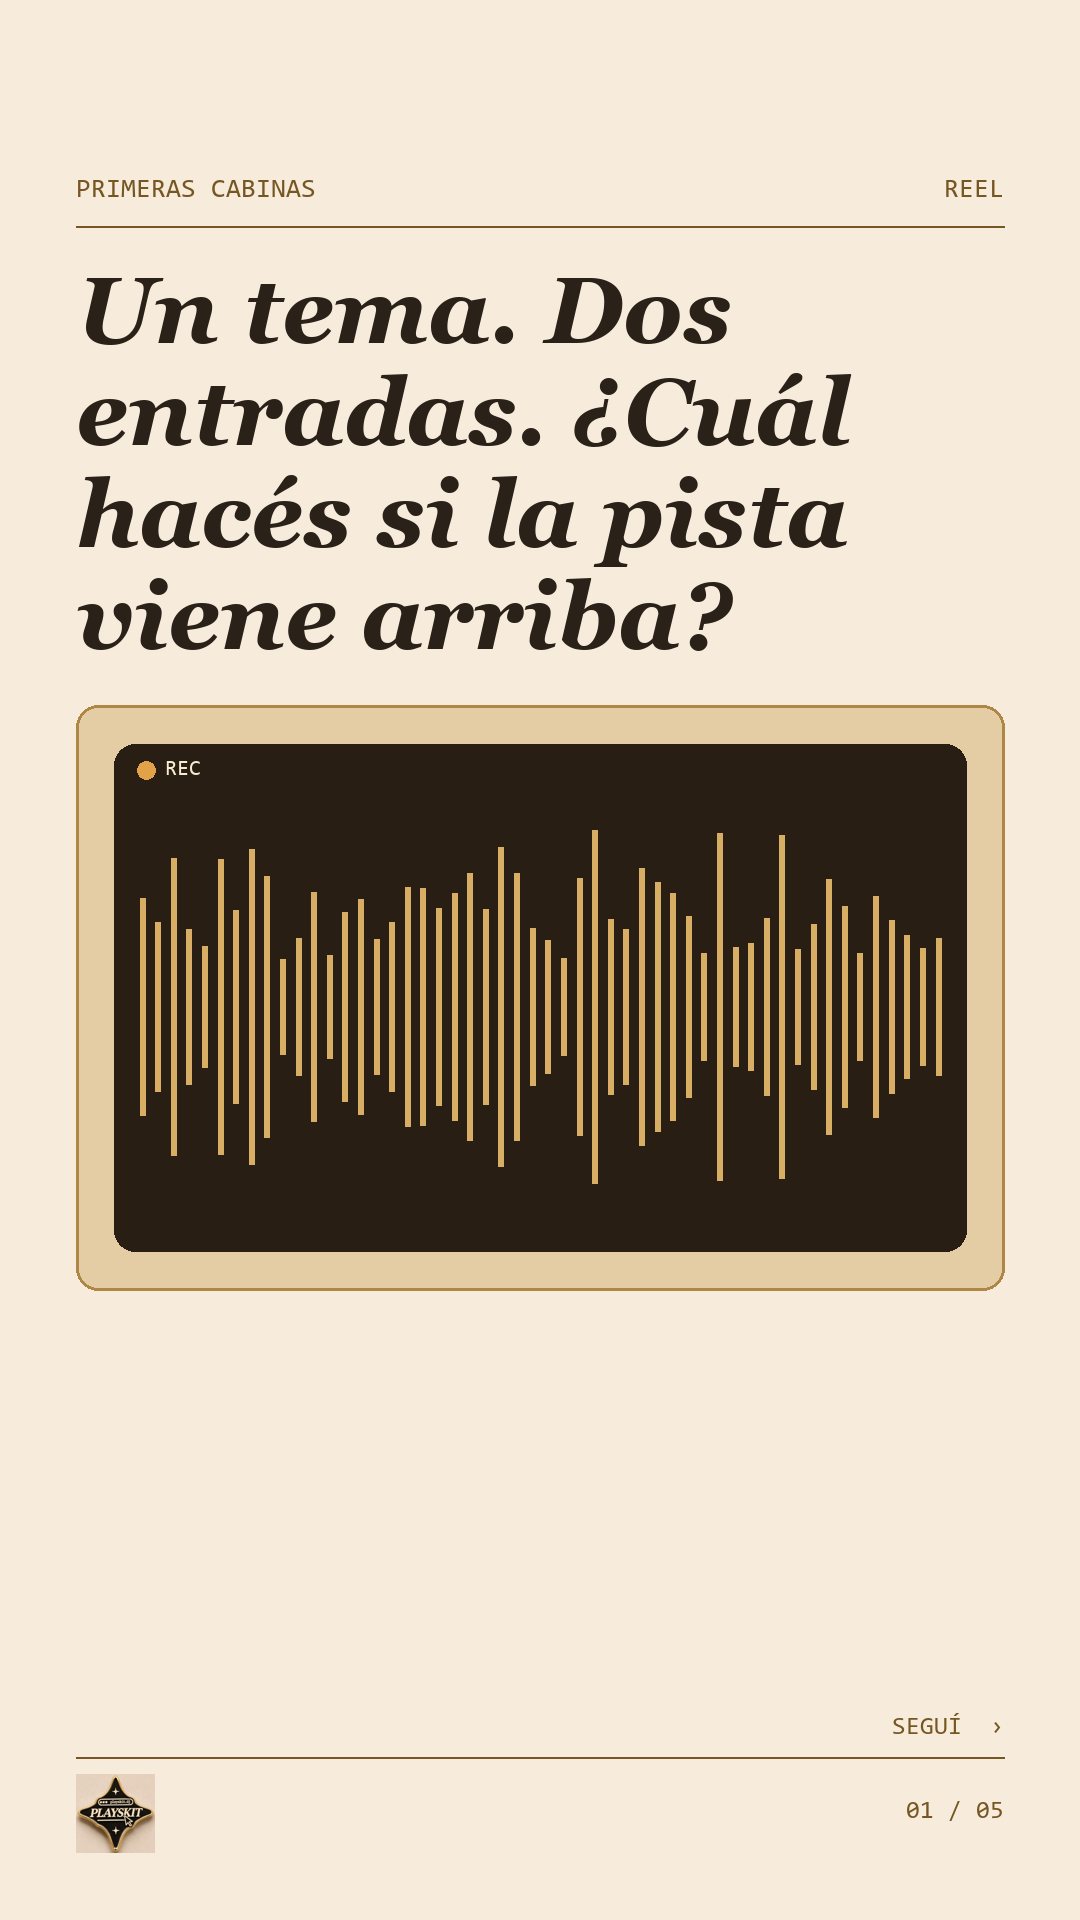 PRIMERAS CABINAS
REEL
Un tema. Dos
entradas. ¿Cuál
hacés si la pista
viene arriba?
REC
SEGUÍ ›
PLAYSKIT
01 / 05